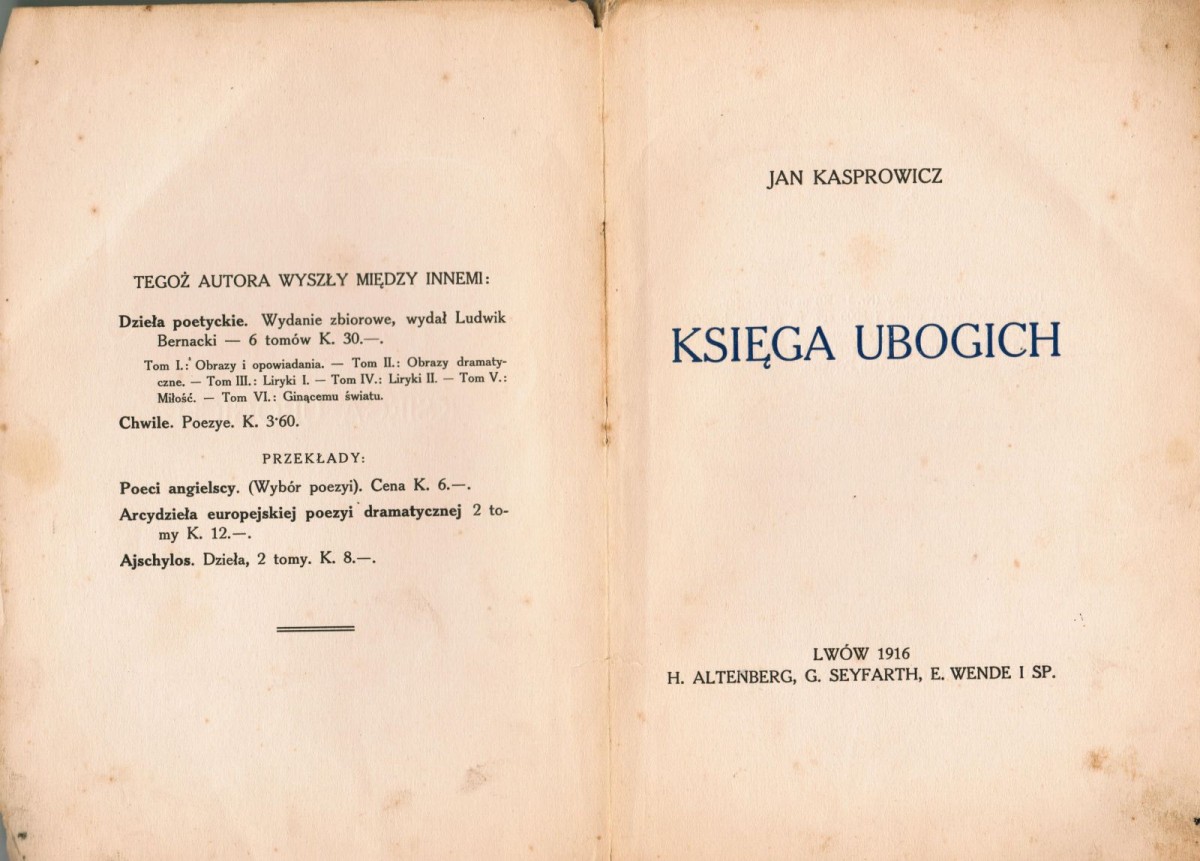 TEGOŻ AUTORA WYSZŁY MIĘDZY INNEMI:
Dzieła poetyckie. Wydanie zbiorowe, wydał Ludwik
Bernacki — 6 tomów K. 30.—.
Tom I.: Obrazy i opowiadania. — Tom II.: Obrazy dramaty-
czne. — Tom III.: Liryki I. — Tom IV.: Liryki II. — Tom V.:
Miłość. — Tom VI.: Ginącemu światu.
Chwile. Poezye. K. 3·60.
PRZEKŁADY:
Poeci angielscy. (Wybór poezyi). Cena K. 6.—.
Arcydzieła europejskiej poezyi dramatycznej 2 to-
my K. 12.—.
Ajschylos. Dzieła, 2 tomy. K. 8.—.
JAN KASPROWICZ
KSIĘGA UBOGICH
LWÓW 1916
H. ALTENBERG, G. SEYFARTH, E. WENDE I SP.